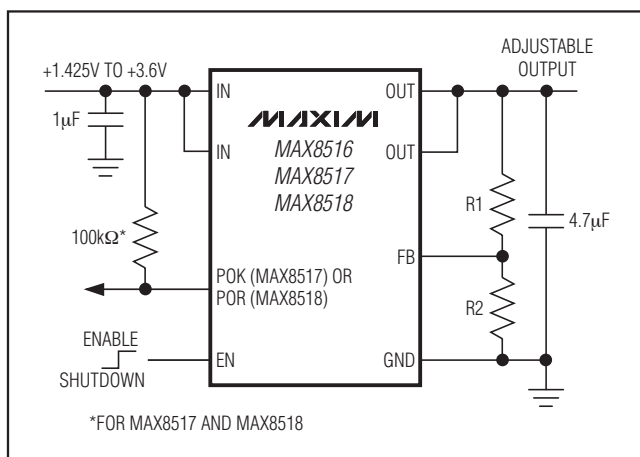 +1.425V TO +3.6V
1μF
100kΩ*
ENABLE
SHUTDOWN
IN
IN
POK (MAX8517) OR
POR (MAX8518)
EN
MAXIM
MAX8516
MAX8517
MAX8518
OUT
OUT
FB
GND
ADJUSTABLE
OUTPUT
R1
R2
4.7μF
*FOR MAX8517 AND MAX8518